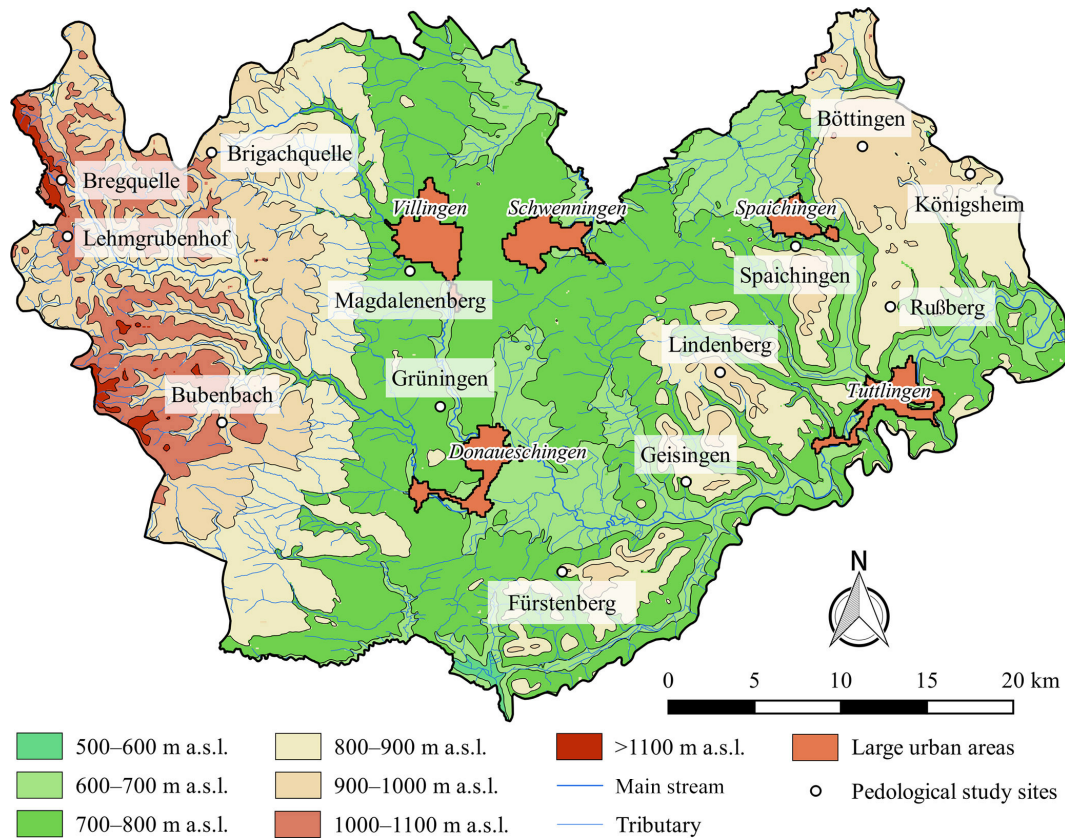 Böttingen
Brigachquelle
Bregquelle
Villingen
Schwenningen
Spaichingen
Königsheim
Lehmgrubenhof
Spaichingen
Magdalenenberg
Rußberg
Lindenberg
Grüningen
Bubenbach
Tuttlingen
Donaueschingen
Geisingen
Fürstenberg
N
0 5 10 15 20 km
500–600 m a.s.l.
600–700 m a.s.l.
700–800 m a.s.l.
800–900 m a.s.l.
900–1000 m a.s.l.
1000–1100 m a.s.l.
>1100 m a.s.l.
Main stream
Tributary
Large urban areas
Pedological study sites